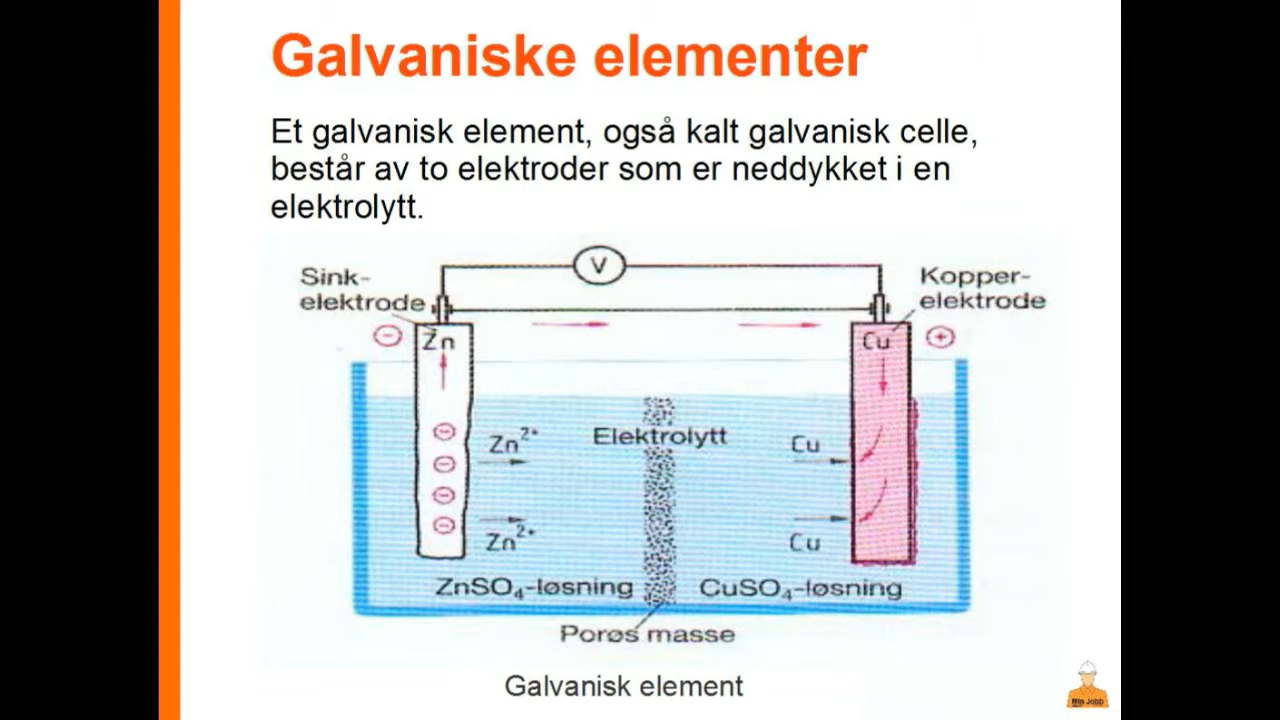 Galvaniske elementer
Et galvanisk element, også kalt galvanisk celle,
består av to elektroder som er neddykket i en
elektrolytt.
V
Sink-
elektrode
Kopper-
elektrode
Zn
Cu
Zn²⁺
Elektrolytt
Cu
Zn²⁺
Cu
ZnSO₄-løsning
CuSO₄-løsning
Porøs masse
Galvanisk element
Min Jobb